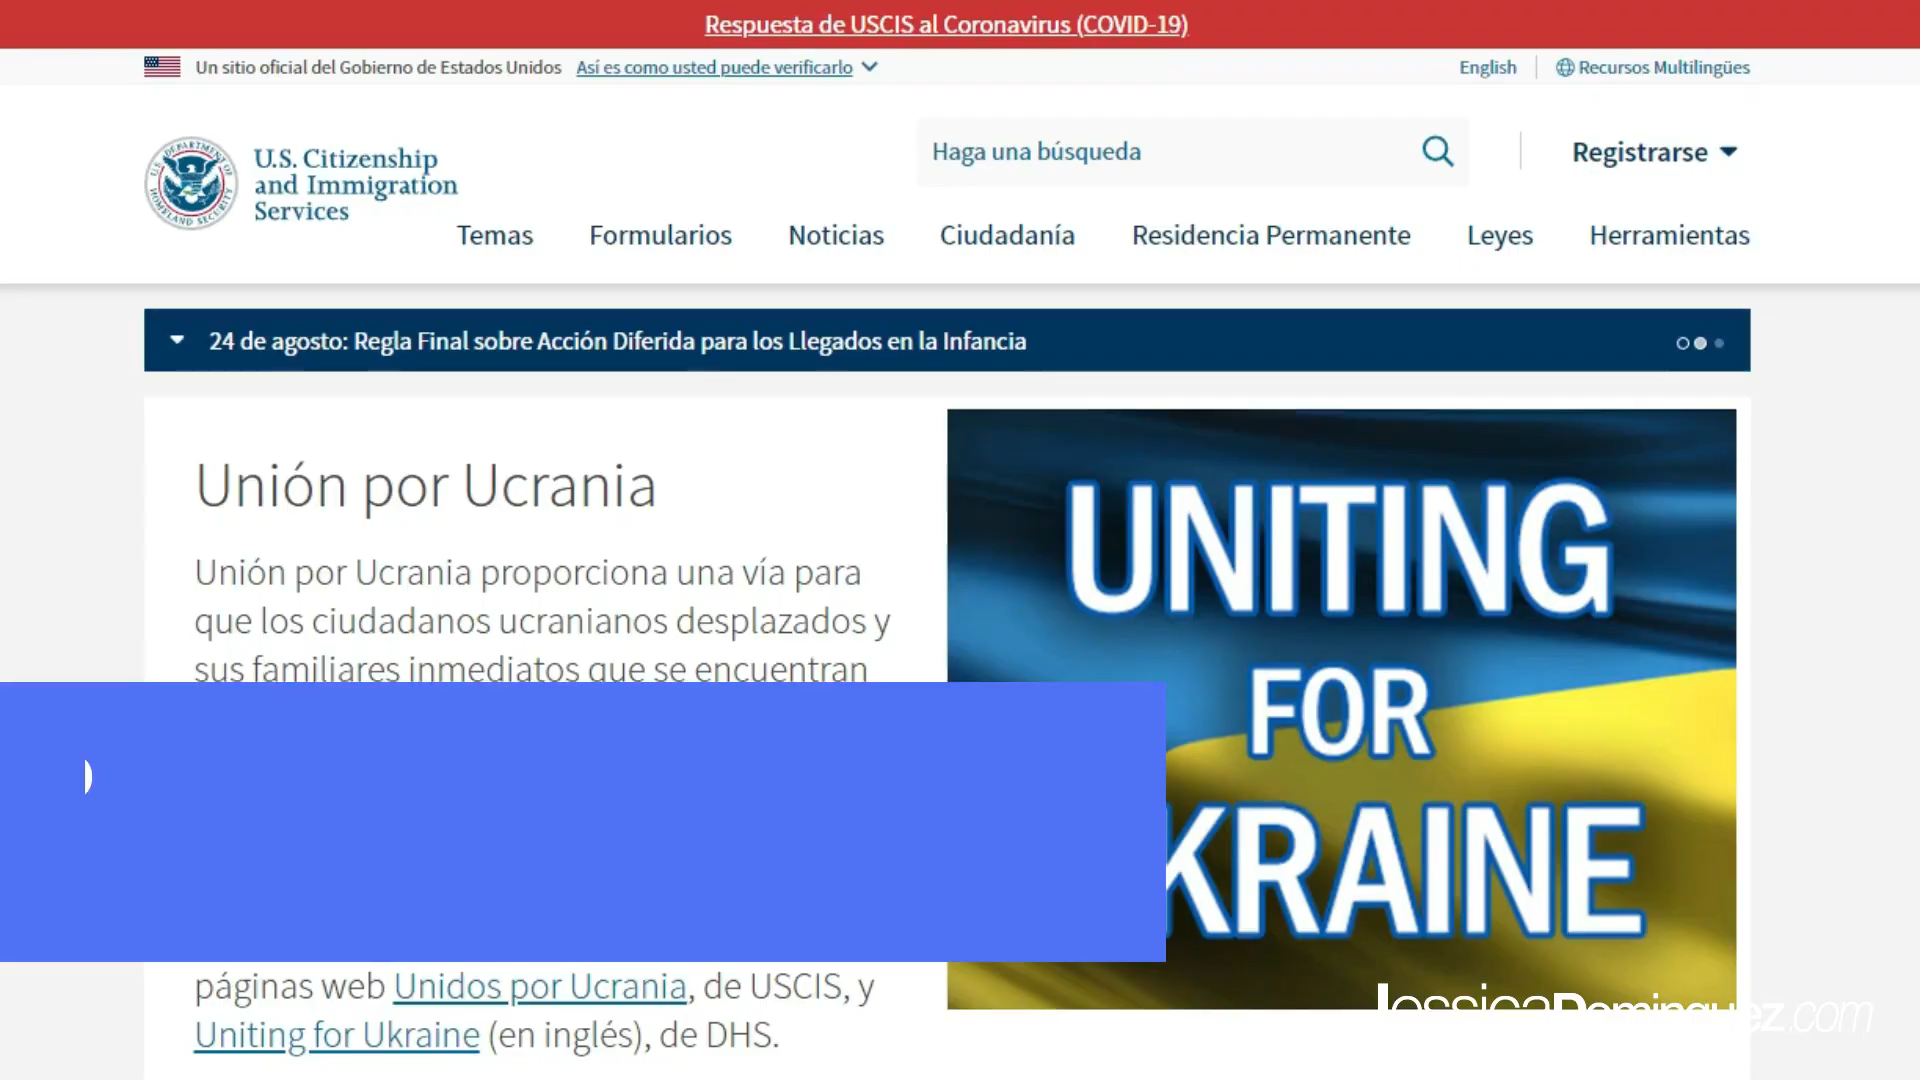 Respuesta de USCIS al Coronavirus (COVID-19)
Un sitio oficial del Gobierno de Estados Unidos Así es como usted puede verificarlo
English Recursos Multilingües
U.S. Citizenship
and Immigration
Services
Haga una búsqueda
Registrarse
Temas Formularios Noticias Ciudadanía Residencia Permanente Leyes Herramientas
24 de agosto: Regla Final sobre Acción Diferida para los Llegados en la Infancia
Unión por Ucrania
Unión por Ucrania proporciona una vía para
que los ciudadanos ucranianos desplazados y
sus familiares inmediatos que se encuentran
páginas web Unidos por Ucrania, de USCIS, y
Uniting for Ukraine (en inglés), de DHS.
UNITING
FOR
KRAINE
JessicaDominguez.com